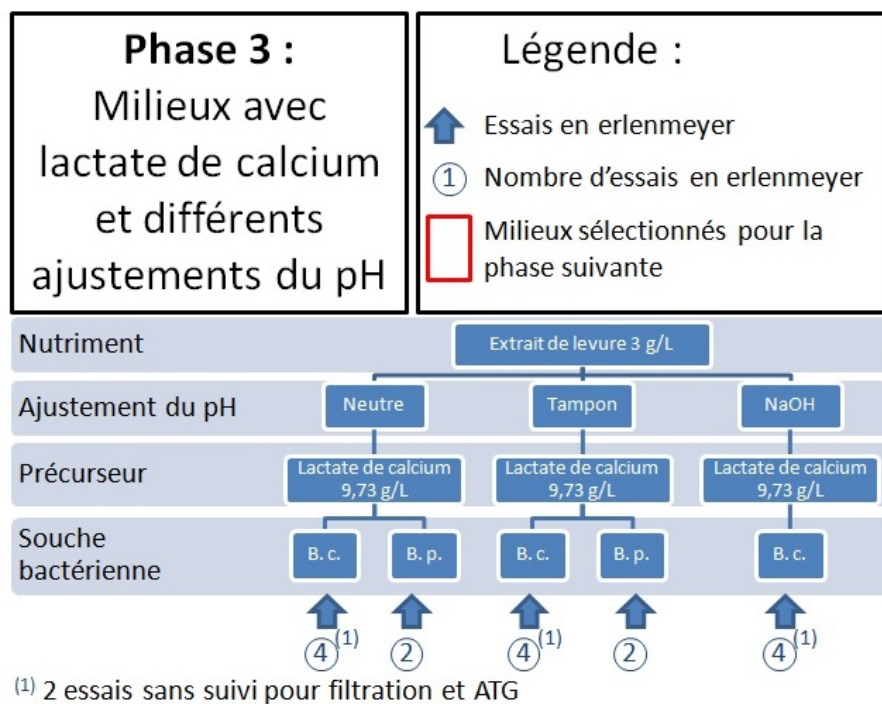 Phase 3 :
Milieux avec
lactate de calcium
et différents
ajustements du pH
Légende :
Essais en erlenmeyer
1 Nombre d'essais en erlenmeyer
Milieux sélectionnés pour la
phase suivante
Nutriment
Extrait de levure 3 g/L
Ajustement du pH
Neutre
Tampon
NaOH
Précurseur
Lactate de calcium
9,73 g/L
Lactate de calcium
9,73 g/L
Lactate de calcium
9,73 g/L
Souche
bactérienne
B. c.
B. p.
B. c.
B. p.
B. c.
4 (1)
2
4 (1)
2
4 (1)
(1) 2 essais sans suivi pour filtration et ATG